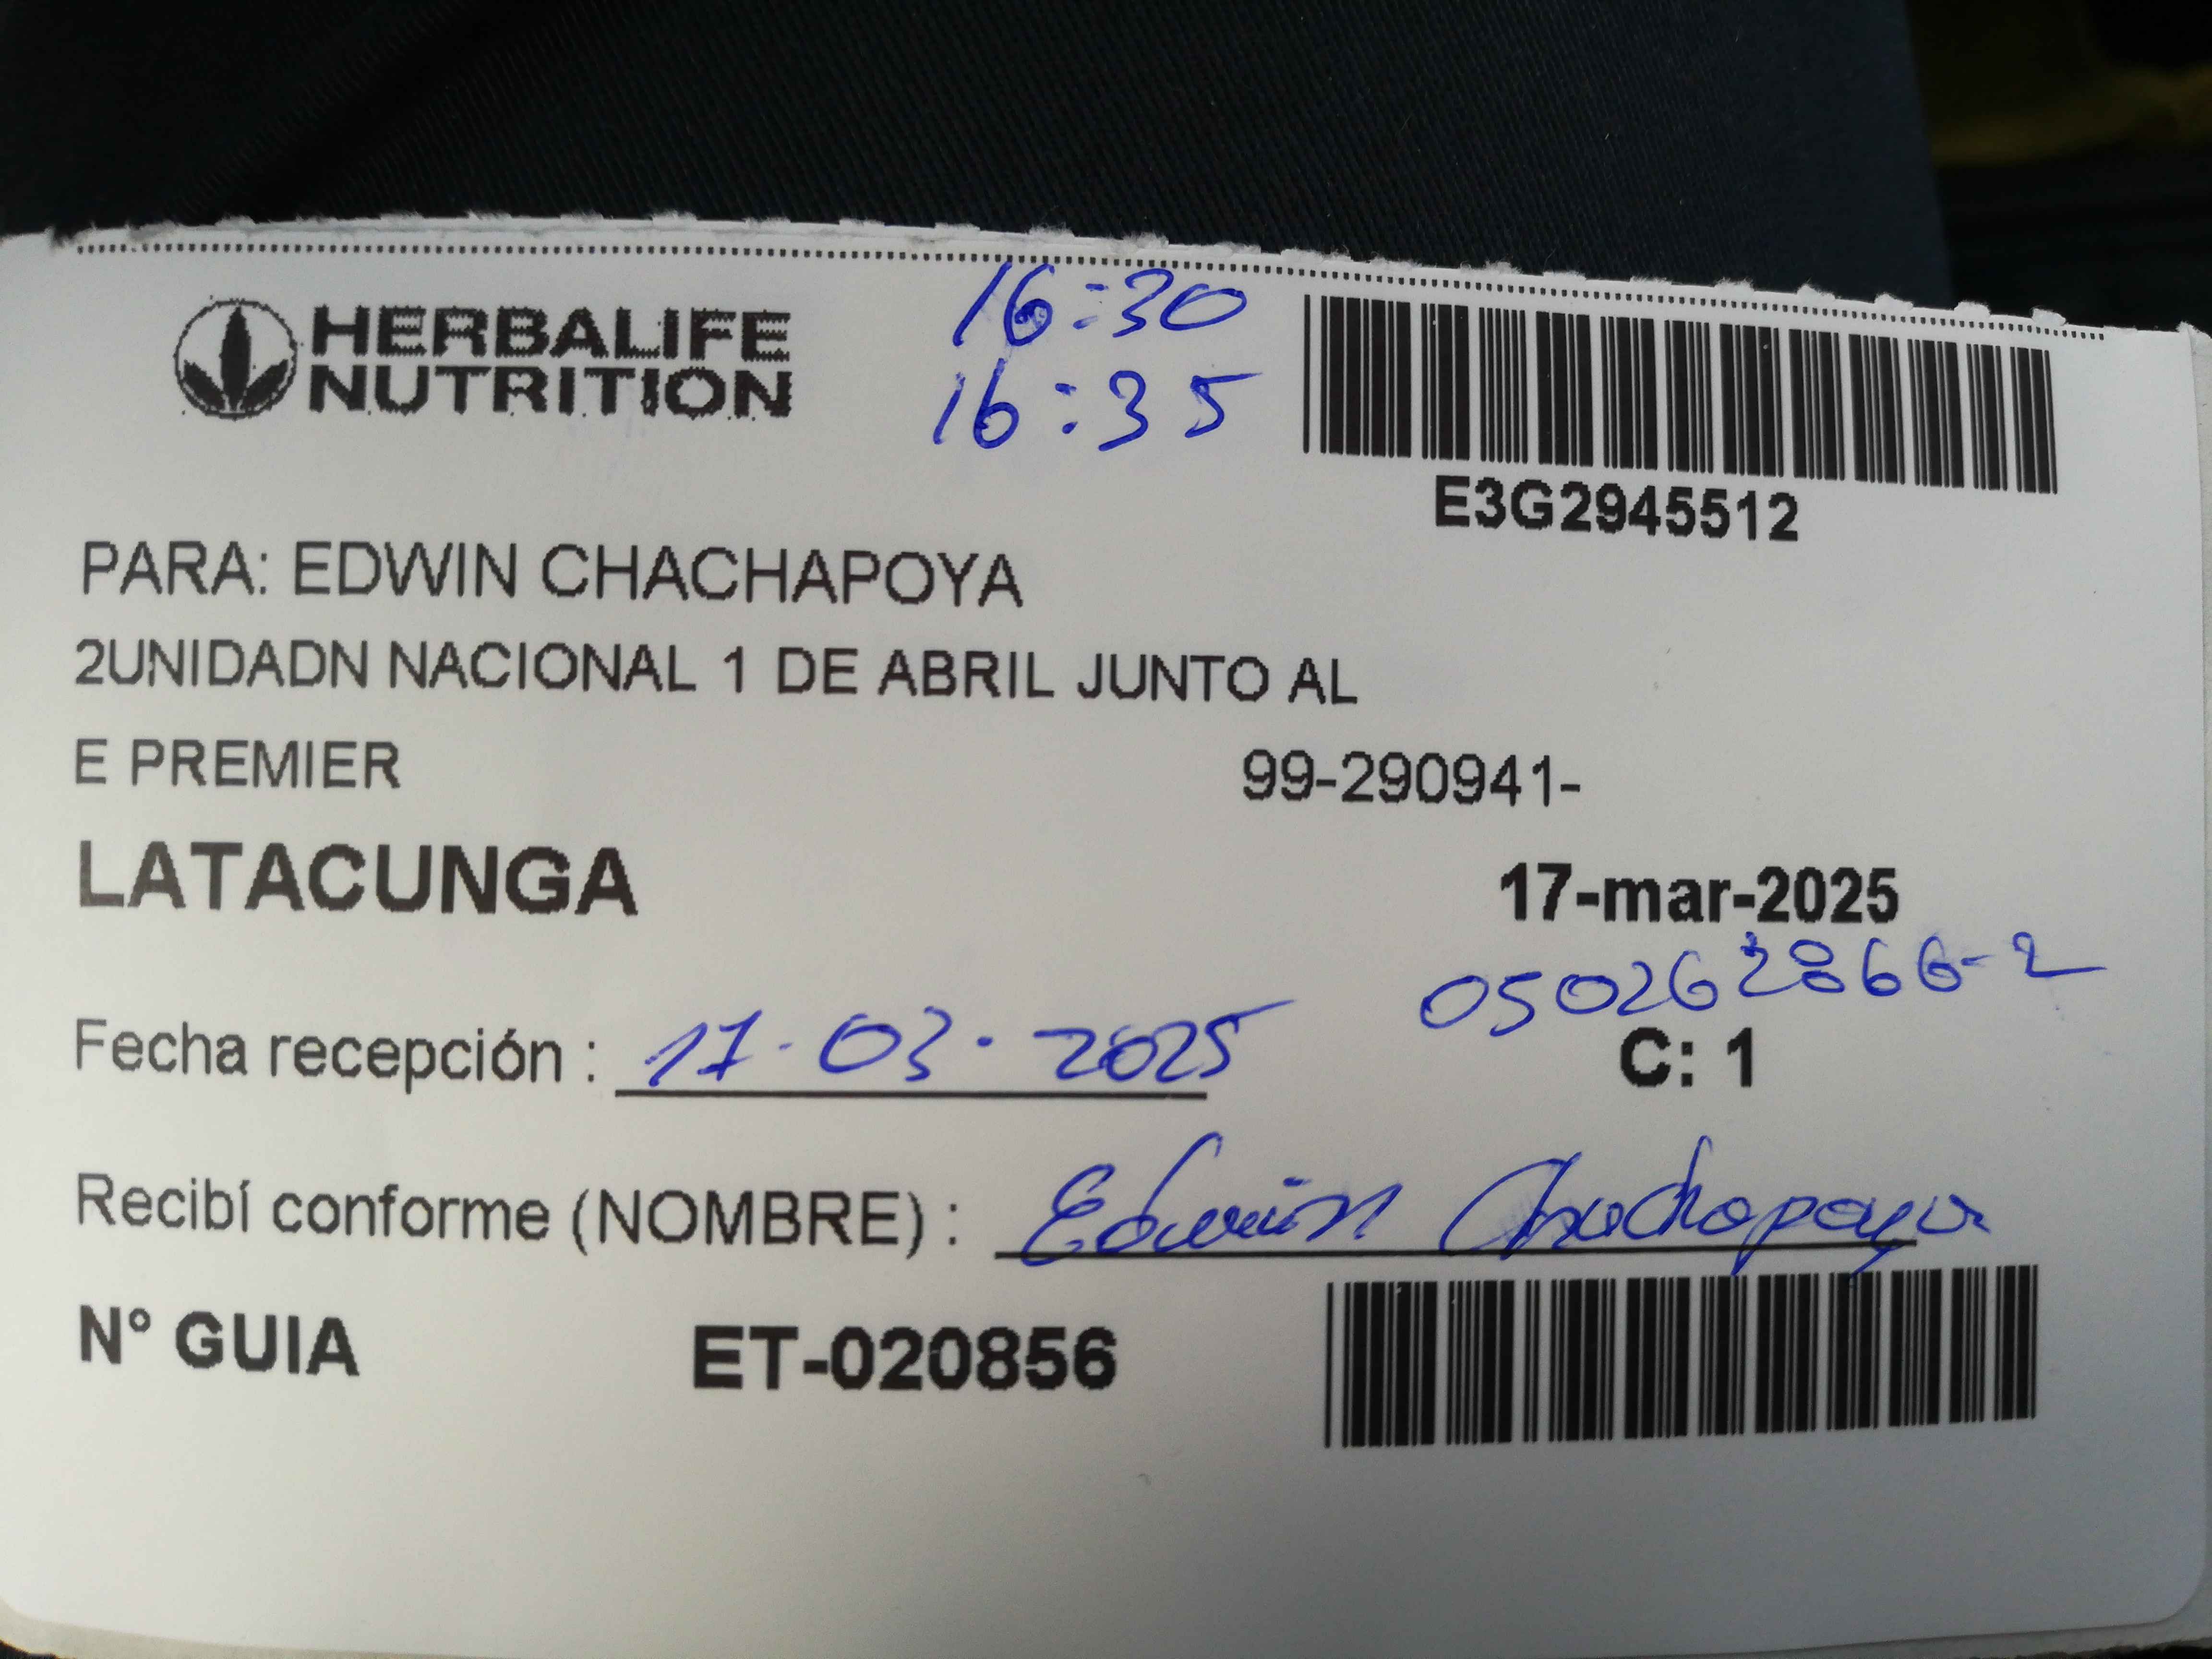 HERBALIFE
NUTRITION
16:30
16:35
E3G2945512
PARA: EDWIN CHACHAPOYA
2UNIDADN NACIONAL 1 DE ABRIL JUNTO AL
E PREMIER
99-290941-
LATACUNGA
17-mar-2025
050262866-2
Fecha recepción : 17-03-2025
C: 1
Recibí conforme (NOMBRE) : Edwin Chachapoya
N° GUIA ET-020856